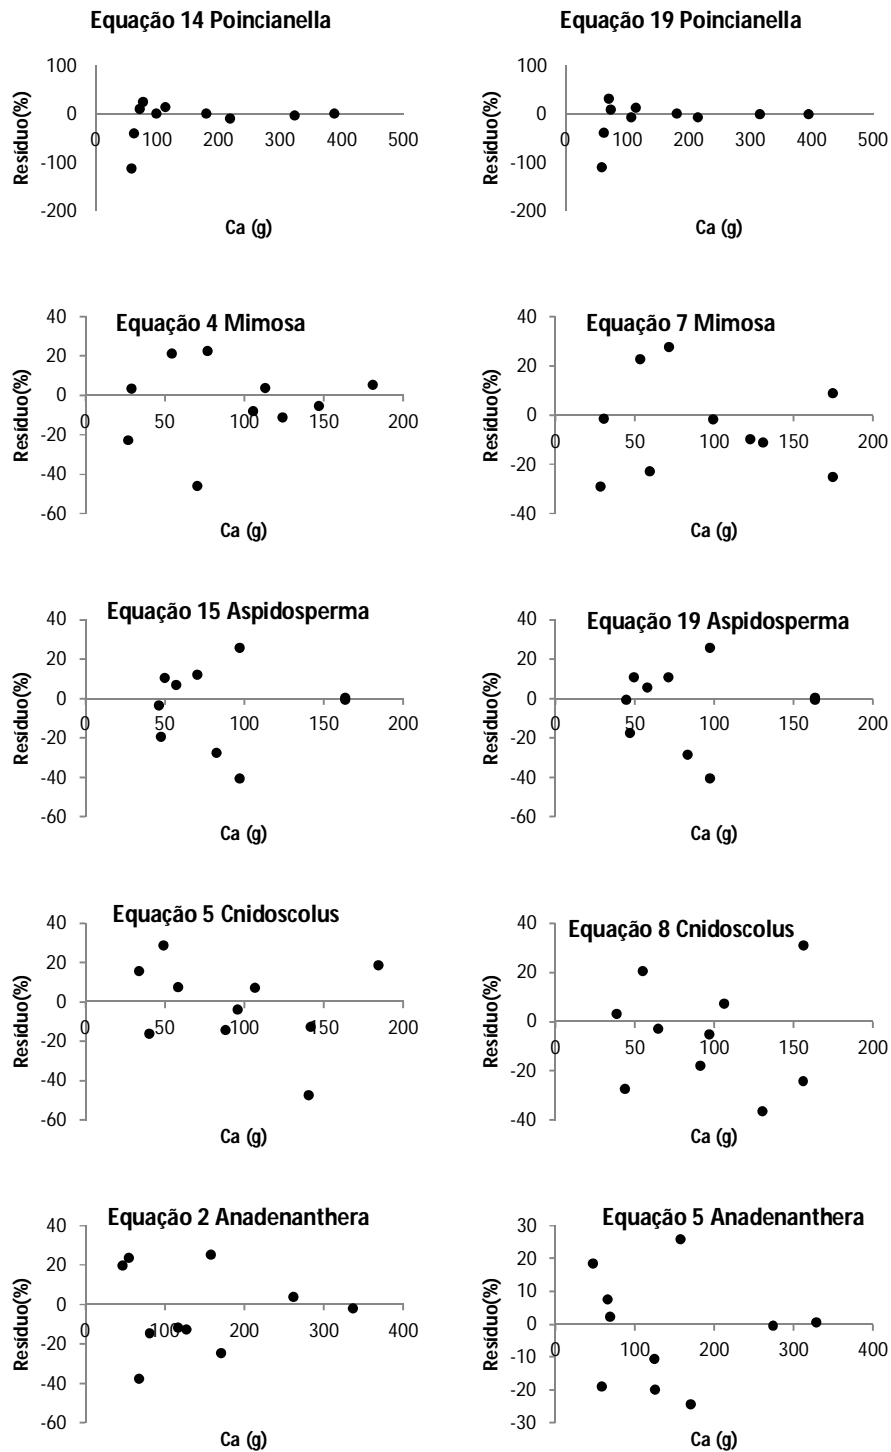 Equação 14 Poincianella
Resíduo(%)
100
0
-100
-200
0 100 200 300 400 500
Ca (g)
Equação 19 Poincianella
Resíduo(%)
100
0
-100
-200
0 100 200 300 400 500
Ca (g)
Equação 4 Mimosa
Resíduo(%)
40
20
0
-20
-40
-60
0 50 100 150 200
Ca (g)
Equação 7 Mimosa
Resíduo(%)
40
20
0
-20
-40
0 50 100 150 200
Ca (g)
Equação 15 Aspidosperma
Resíduo(%)
40
20
0
-20
-40
-60
0 50 100 150 200
Ca (g)
Equação 19 Aspidosperma
Resíduo(%)
40
20
0
-20
-40
-60
0 50 100 150 200
Ca (g)
Equação 5 Cnidoscolus
Resíduo(%)
40
20
0
-20
-40
-60
0 50 100 150 200
Ca (g)
Equação 8 Cnidoscolus
Resíduo(%)
40
20
0
-20
-40
0 50 100 150 200
Ca (g)
Equação 2 Anadenanthera
Resíduo(%)
40
20
0
-20
-40
-60
0 100 200 300 400
Ca (g)
Equação 5 Anadenanthera
Resíduo(%)
30
20
10
0
-10
-20
-30
0 100 200 300 400
Ca (g)